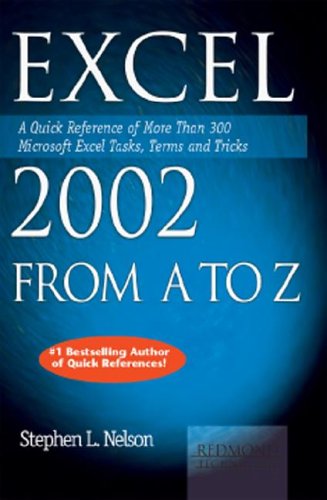 EXCEL
A Quick Reference of More Than 300
Microsoft Excel Tasks, Terms and Tricks
2002
FROM A TO Z
#1 Bestselling Author
of Quick References!
Stephen L. Nelson
REDMOND
TECHNOLOGY